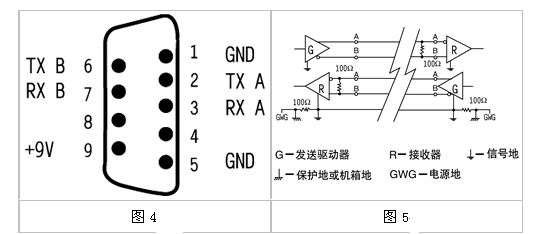 1 GND
TX B 6
2 TX A
RX B 7
3 RX A
8
4
+9V 9
5 GND
A A
G B B R
100Ω
100Ω A A
R B B G
100Ω 100Ω
GWG GWG
G－发送驱动器 R－接收器 －信号地
－保护地或机箱地 GWG－电源地
图 4 图 5